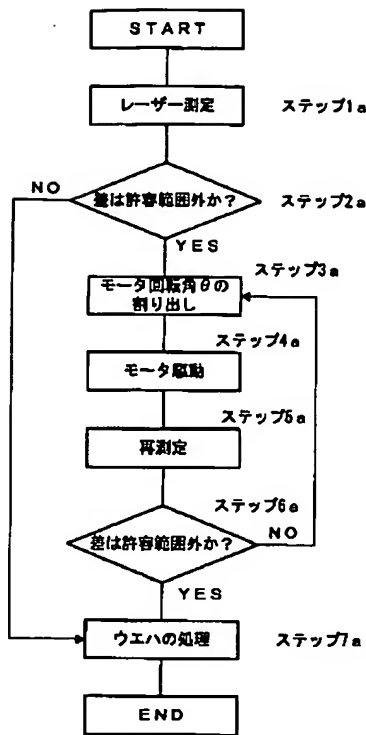 START
レーザー測定
ステップ1a
差は許容範囲外か？
ステップ2a
NO
YES
ステップ3a
モータ回転角θの
割り出し
ステップ4a
モータ駆動
ステップ5a
再測定
ステップ6a
差は許容範囲外か？
NO
YES
ウエハの処理
ステップ7a
END